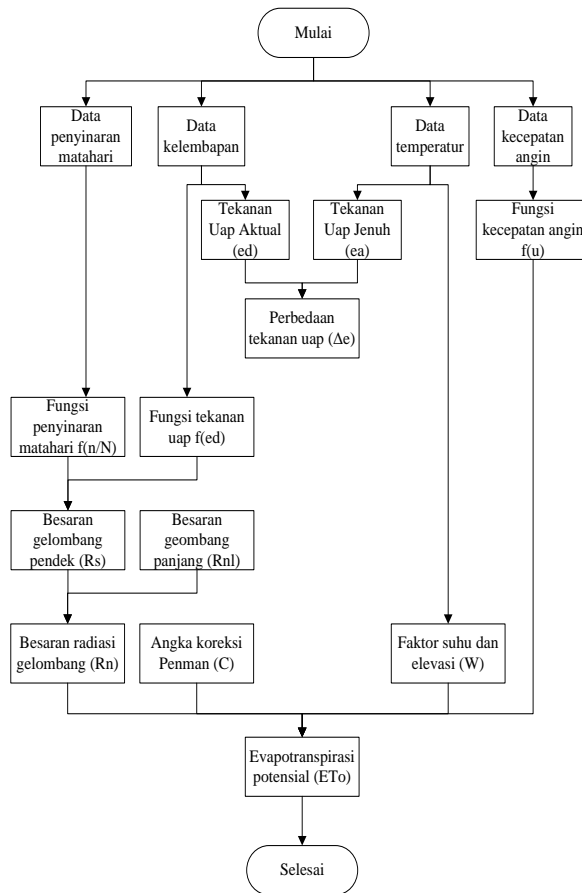 Mulai
Data
penyinaran
matahari
Data
kelembapan
Data
temperatur
Data
kecepatan
angin
Tekanan
Uap Aktual
(ed)
Tekanan
Uap Jenuh
(ea)
Fungsi
kecepatan angin
f(u)
Perbedaan
tekanan uap (Δe)
Fungsi
penyinaran
matahari f(n/N)
Fungsi tekanan
uap f(ed)
Besaran
gelombang
pendek (Rs)
Besaran
geombang
panjang (Rnl)
Besaran radiasi
gelombang (Rn)
Angka koreksi
Penman (C)
Faktor suhu dan
elevasi (W)
Evapotranspirasi
potensial (ETo)
Selesai